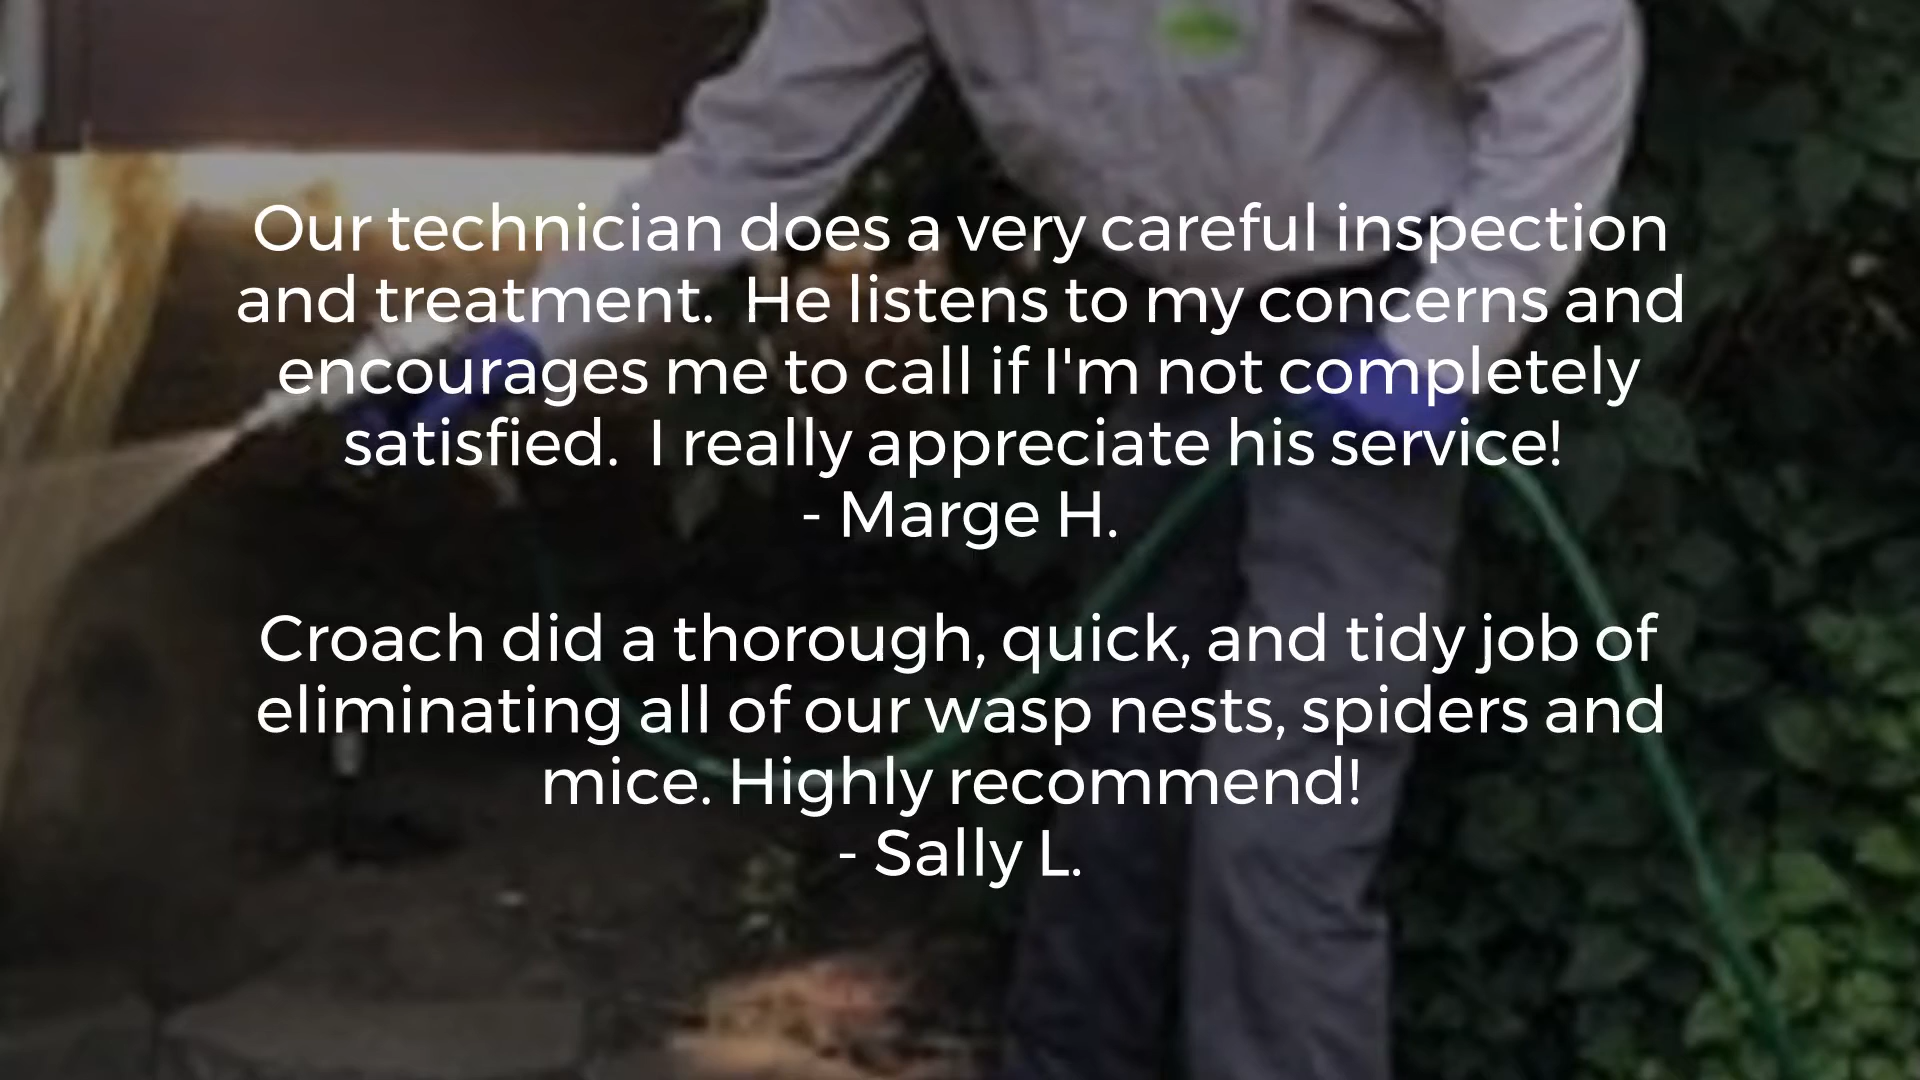 Our technician does a very careful inspection
and treatment.  He listens to my concerns and
encourages me to call if I'm not completely
satisfied.  I really appreciate his service!
- Marge H.
Croach did a thorough, quick, and tidy job of
eliminating all of our wasp nests, spiders and
mice. Highly recommend!
- Sally L.